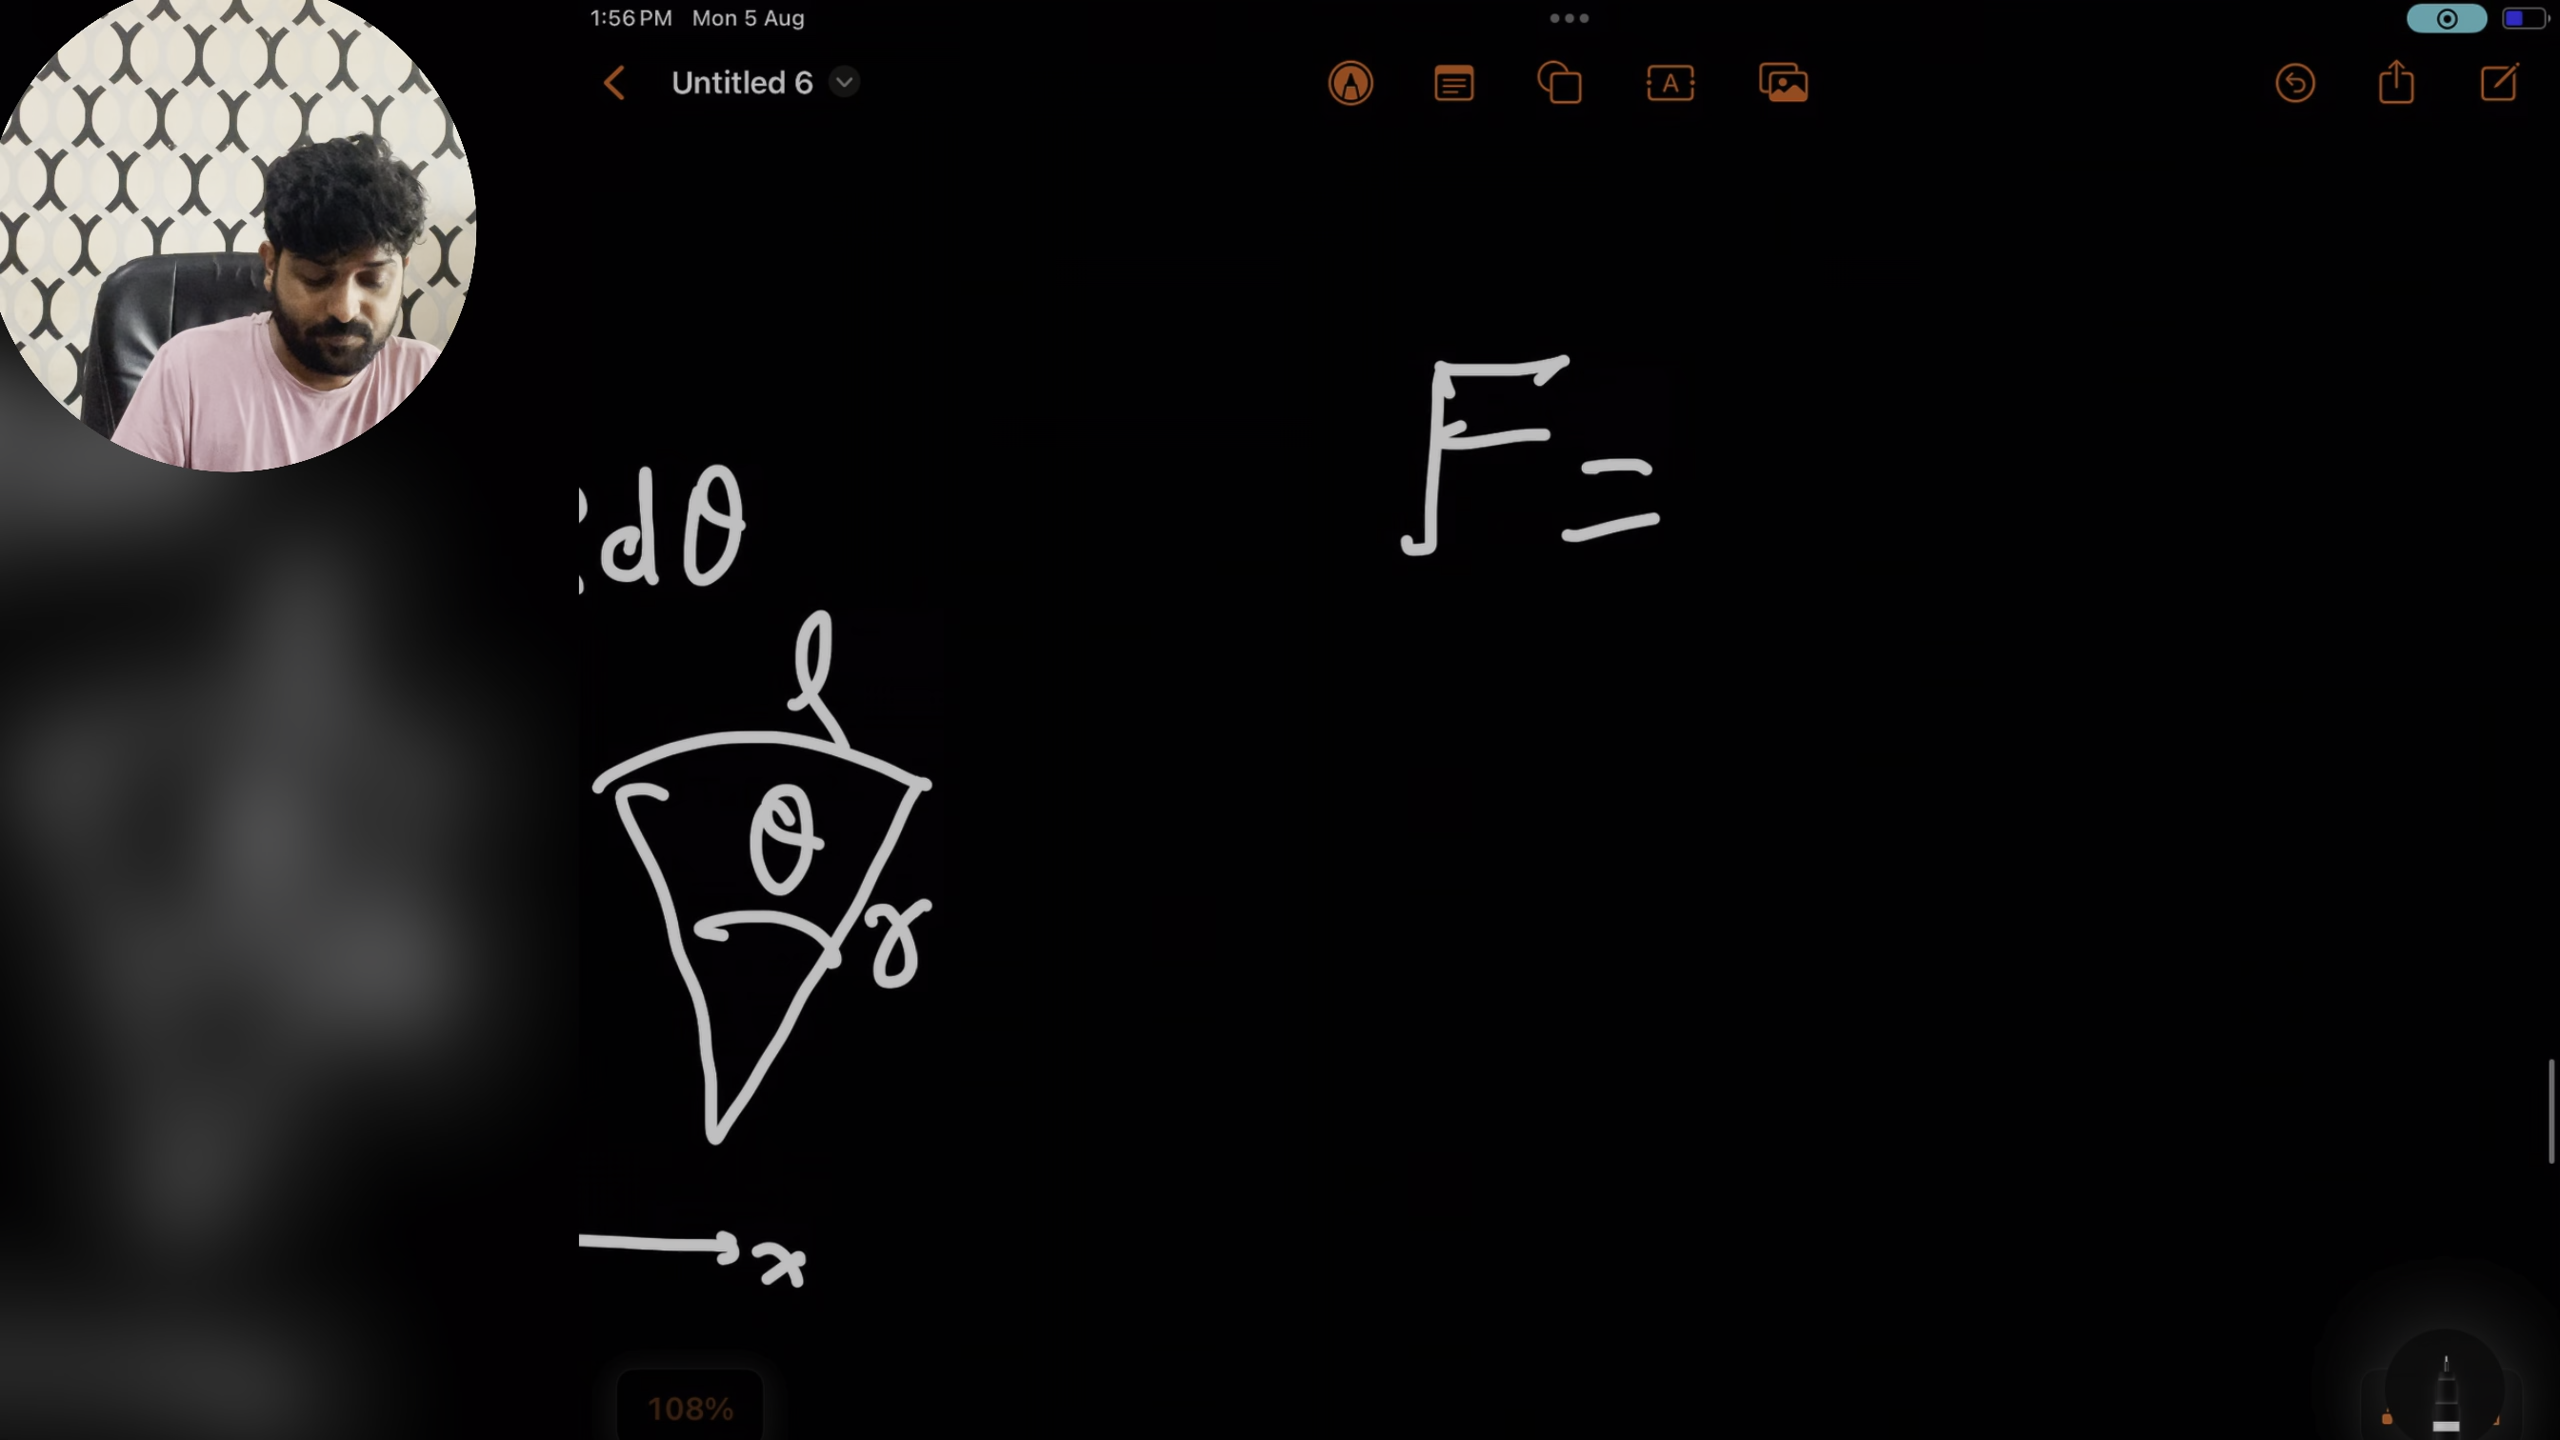 1:56 PM Mon 5 Aug
Untitled 6
A
F =
dθ
l
θ
r
x
108%